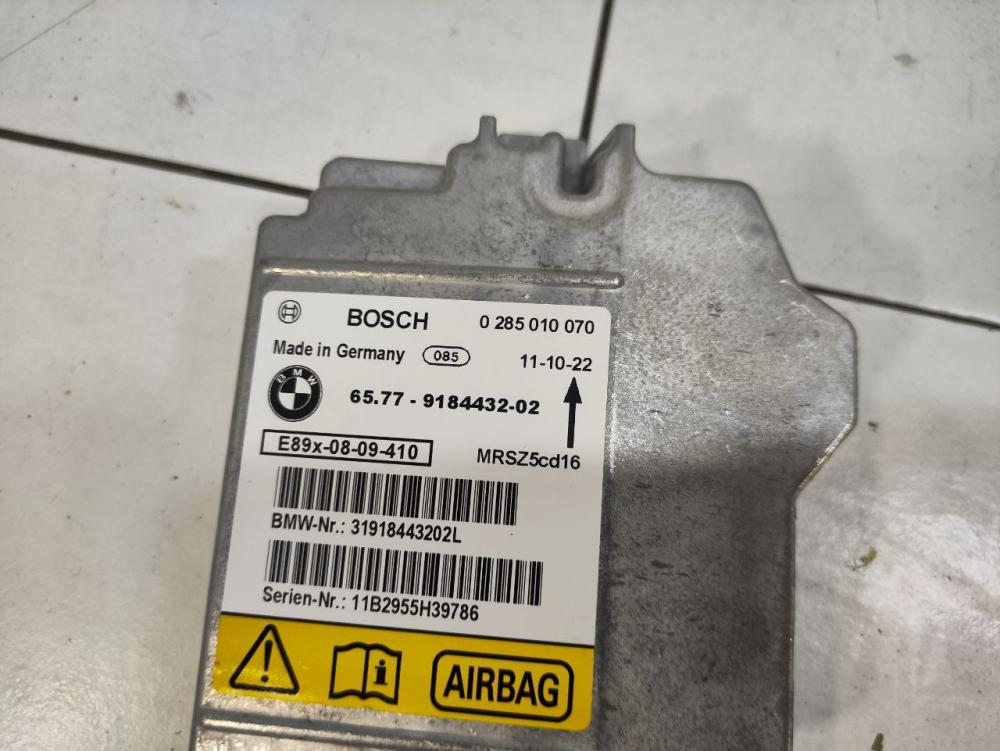 BOSCH 0 285 010 070
Made in Germany 085 11-10-22
BMW 65.77 - 9184432-02
E89x-08-09-410 MRSZ5cd16
BMW-Nr.: 31918443202L
Serien-Nr.: 11B2955H39786
AIRBAG